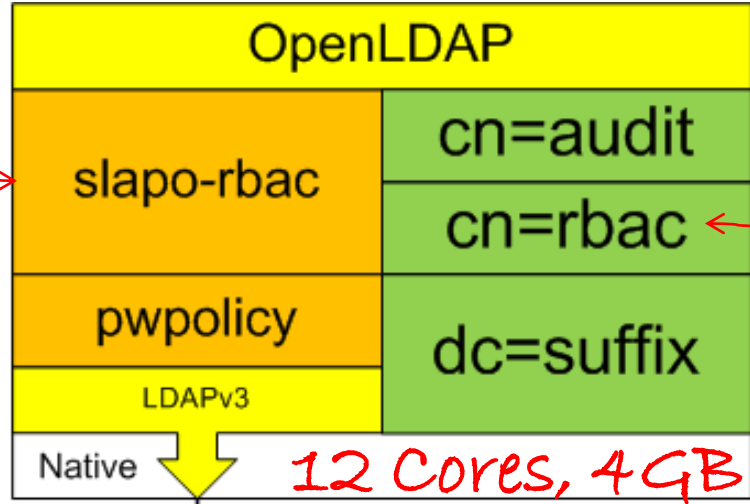 OpenLDAP
slapo-rbac
cn=audit
cn=rbac
pwpolicy
dc=suffix
LDAPv3
Native
12 Cores, 4GB